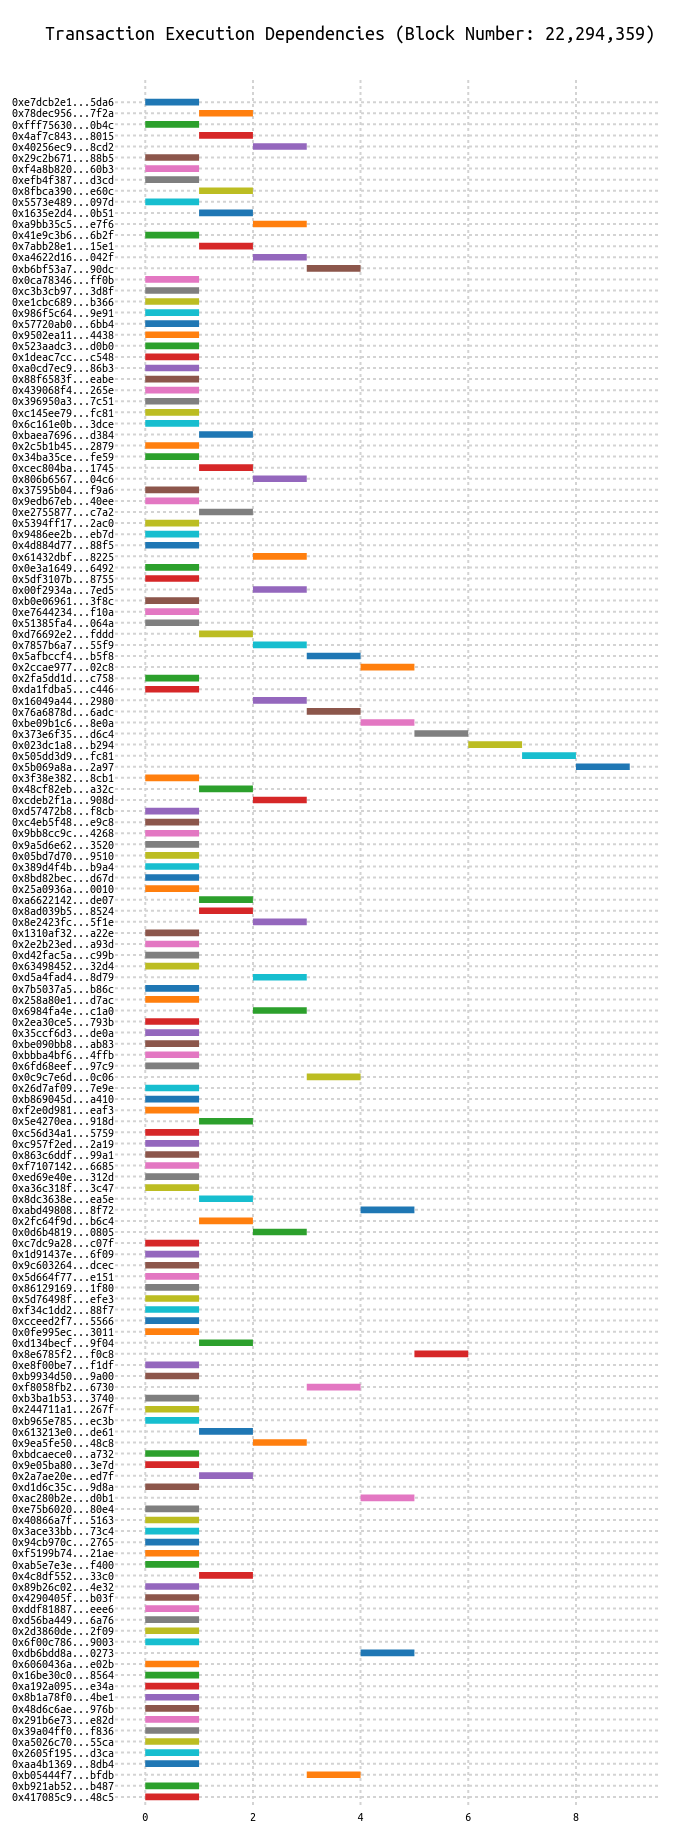 Transaction Execution Dependencies (Block Number: 22,294,359)
0xe7dcb2e1...5da6
0x78dec956...7f2a
0xfff75630...0b4c
0x4af7c843...8015
0x40256ec9...8cd2
0x29c2b671...88b5
0xf4a8b820...60b3
0xefb4f387...d3cd
0x8fbca390...e60c
0x5573e489...097d
0x1635e2d4...0b51
0xa9bb35c5...e7f6
0x41e9c3b6...6b2f
0x7abb28e1...15e1
0xa4622d16...042f
0xb6bf53a7...90dc
0x0ca78346...ff0b
0xc3b3cb97...3d8f
0xe1cbc689...b366
0x986f5c64...9e91
0x57720ab0...6bb4
0x9502ea11...4438
0x523aadc3...d0b0
0x1deac7cc...c548
0xa0cd7ec9...86b3
0x88f6583f...eabe
0x439068f4...265e
0x396950a3...7c51
0xc145ee79...fc81
0x6c161e0b...3dce
0xbaea7696...d384
0x2c5b1b45...2879
0x34ba35ce...fe59
0xcec804ba...1745
0x806b6567...04c6
0x37595b04...f9a6
0x9edb67eb...40ee
0xe2755877...c7a2
0x5394ff17...2ac0
0x9486ee2b...eb7d
0x4d884d77...88f5
0x61432dbf...8225
0x0e3a1649...6492
0x5df3107b...8755
0x00f2934a...7ed5
0xb0e06961...3f8c
0xe7644234...f10a
0x51385fa4...064a
0xd76692e2...fddd
0x7857b6a7...55f9
0x5afbccf4...b5f8
0x2ccae977...02c8
0x2fa5dd1d...c758
0xda1fdba5...c446
0x16049a44...2980
0x76a6878d...6adc
0xbe09b1c6...8e0a
0x373e6f35...d6c4
0x023dc1a8...b294
0x505dd3d9...fc81
0x5b069a8a...2a97
0x3f38e382...8cb1
0x48cf82eb...a32c
0xcdeb2f1a...908d
0xd57472b8...f8cb
0xc4eb5f48...e9c8
0x9bb8cc9c...4268
0x9a5d6e62...3520
0x05bd7d70...9510
0x389d4f4b...b9a4
0x8bd82bec...d67d
0x25a0936a...0010
0xa6622142...de07
0x8ad039b5...8524
0x8e2423fc...5f1e
0x1310af32...a22e
0x2e2b23ed...a93d
0xd42fac5a...c99b
0x63498452...32d4
0xd5a4fad4...8d79
0x7b5037a5...b86c
0x258a80e1...d7ac
0x6984fa4e...c1a0
0x2ea30ce5...793b
0x35ccf6d3...de0a
0xbe090bb8...ab83
0xbbba4bf6...4ffb
0x6fd68eef...97c9
0x0c9c7e6d...0c06
0x26d7af09...7e9e
0xb869045d...a410
0xf2e0d981...eaf3
0x5e4270ea...918d
0xc56d34a1...5759
0xc957f2ed...2a19
0x863c6ddf...99a1
0xf7107142...6685
0xed69e40e...312d
0xa36c318f...3c47
0x8dc3638e...ea5e
0xabd49808...8f72
0x2fc64f9d...b6c4
0x0d6b4819...0805
0xc7dc9a28...c07f
0x1d91437e...6f09
0x9c603264...dcec
0x5d664f77...e151
0x86129169...1f80
0x5d76498f...efe3
0xf34c1dd2...88f7
0xcceed2f7...5566
0x0fe995ec...3011
0xd134becf...9f04
0x8e6785f2...f0c8
0xe8f00be7...f1df
0xb9934d50...9a00
0xf8058fb2...6730
0xb3ba1b53...3740
0x244711a1...267f
0xb965e785...ec3b
0x613213e0...de61
0x9ea5fe50...48c8
0xbdcaece0...a732
0x9e05ba80...3e7d
0x2a7ae20e...ed7f
0xd1d6c35c...9d8a
0xac280b2e...d0b1
0xe75b6020...80e4
0x40866a7f...5163
0x3ace33bb...73c4
0x94cb970c...2765
0xf5199b74...21ae
0xab5e7e3e...f400
0x4c8df552...33c0
0x89b26c02...4e32
0x4290405f...b03f
0xddf81887...eee6
0xd56ba449...6a76
0x2d3860de...2f09
0x6f00c786...9003
0xdb6bdd8a...0273
0x6060436a...e02b
0x16be30c0...8564
0xa192a095...e34a
0x8b1a78f0...4be1
0x48d6c6ae...976b
0x291b6e73...e82d
0x39a04ff0...f836
0xa5026c70...55ca
0x2605f195...d3ca
0xaa4b1369...8db4
0xb05444f7...bfdb
0xb921ab52...b487
0x417085c9...48c5
0 2 4 6 8